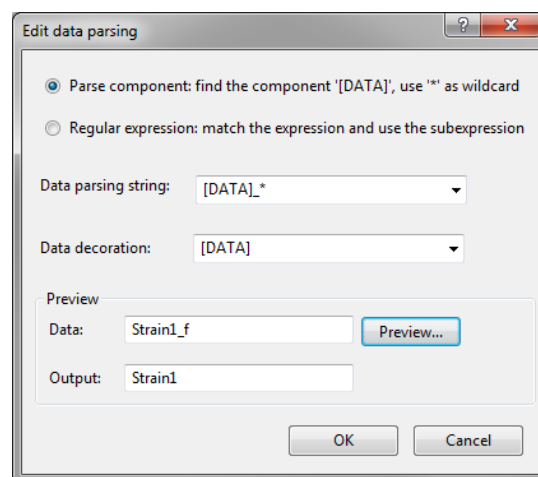 Edit data parsing
Parse component: find the component '[DATA]', use '*' as wildcard
Regular expression: match the expression and use the subexpression
Data parsing string: [DATA]_*
Data decoration: [DATA]
Preview
Data: Strain1_f Preview...
Output: Strain1
OK Cancel